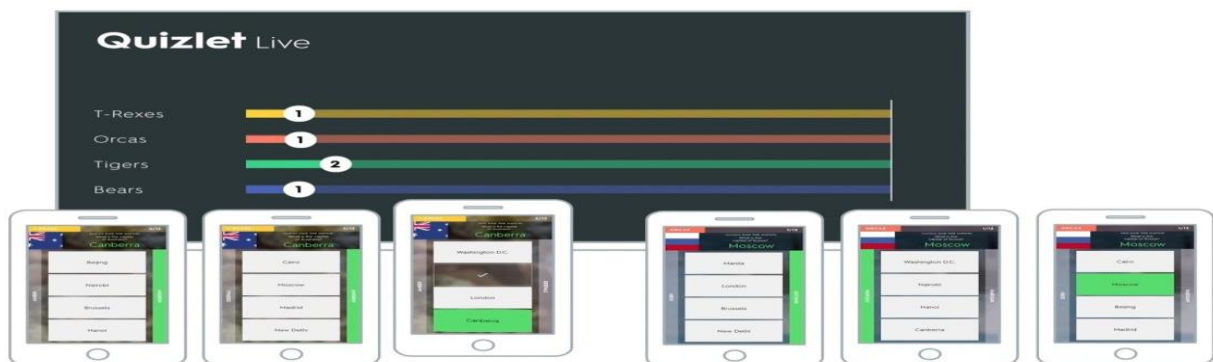 Quizlet Live
T-Rexes
1
Orcas
1
Tigers
2
Bears
1
Canberra
Beijing
Nairobi
Brussels
Hanoi
Canberra
Cairo
Moscow
Madrid
New Delhi
Canberra
Washington D.C.
London
Canberra
Moscow
Manila
London
Brussels
New Delhi
Moscow
Washington D.C.
Nairobi
Hanoi
Canberra
Moscow
Cairo
Moscow
Beijing
Madrid